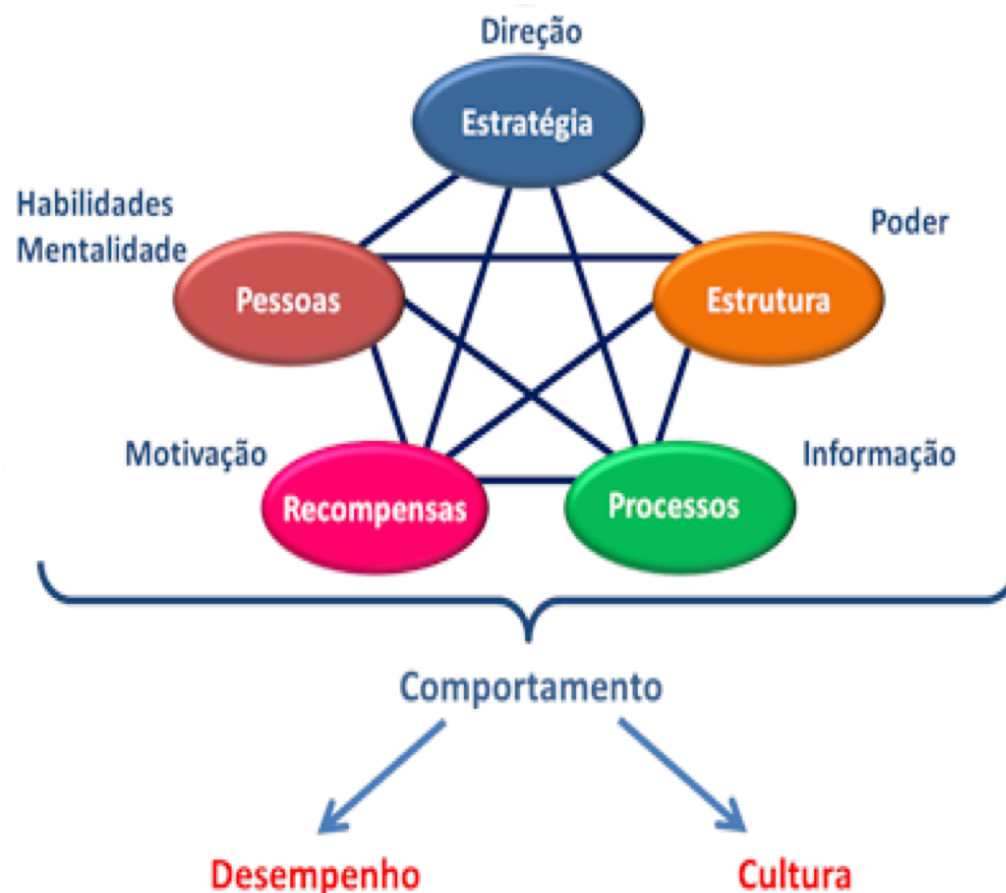 Direção
Estratégia
Habilidades
Mentalidade
Poder
Pessoas
Estrutura
Motivação
Informação
Recompensas
Processos
Comportamento
Desempenho
Cultura